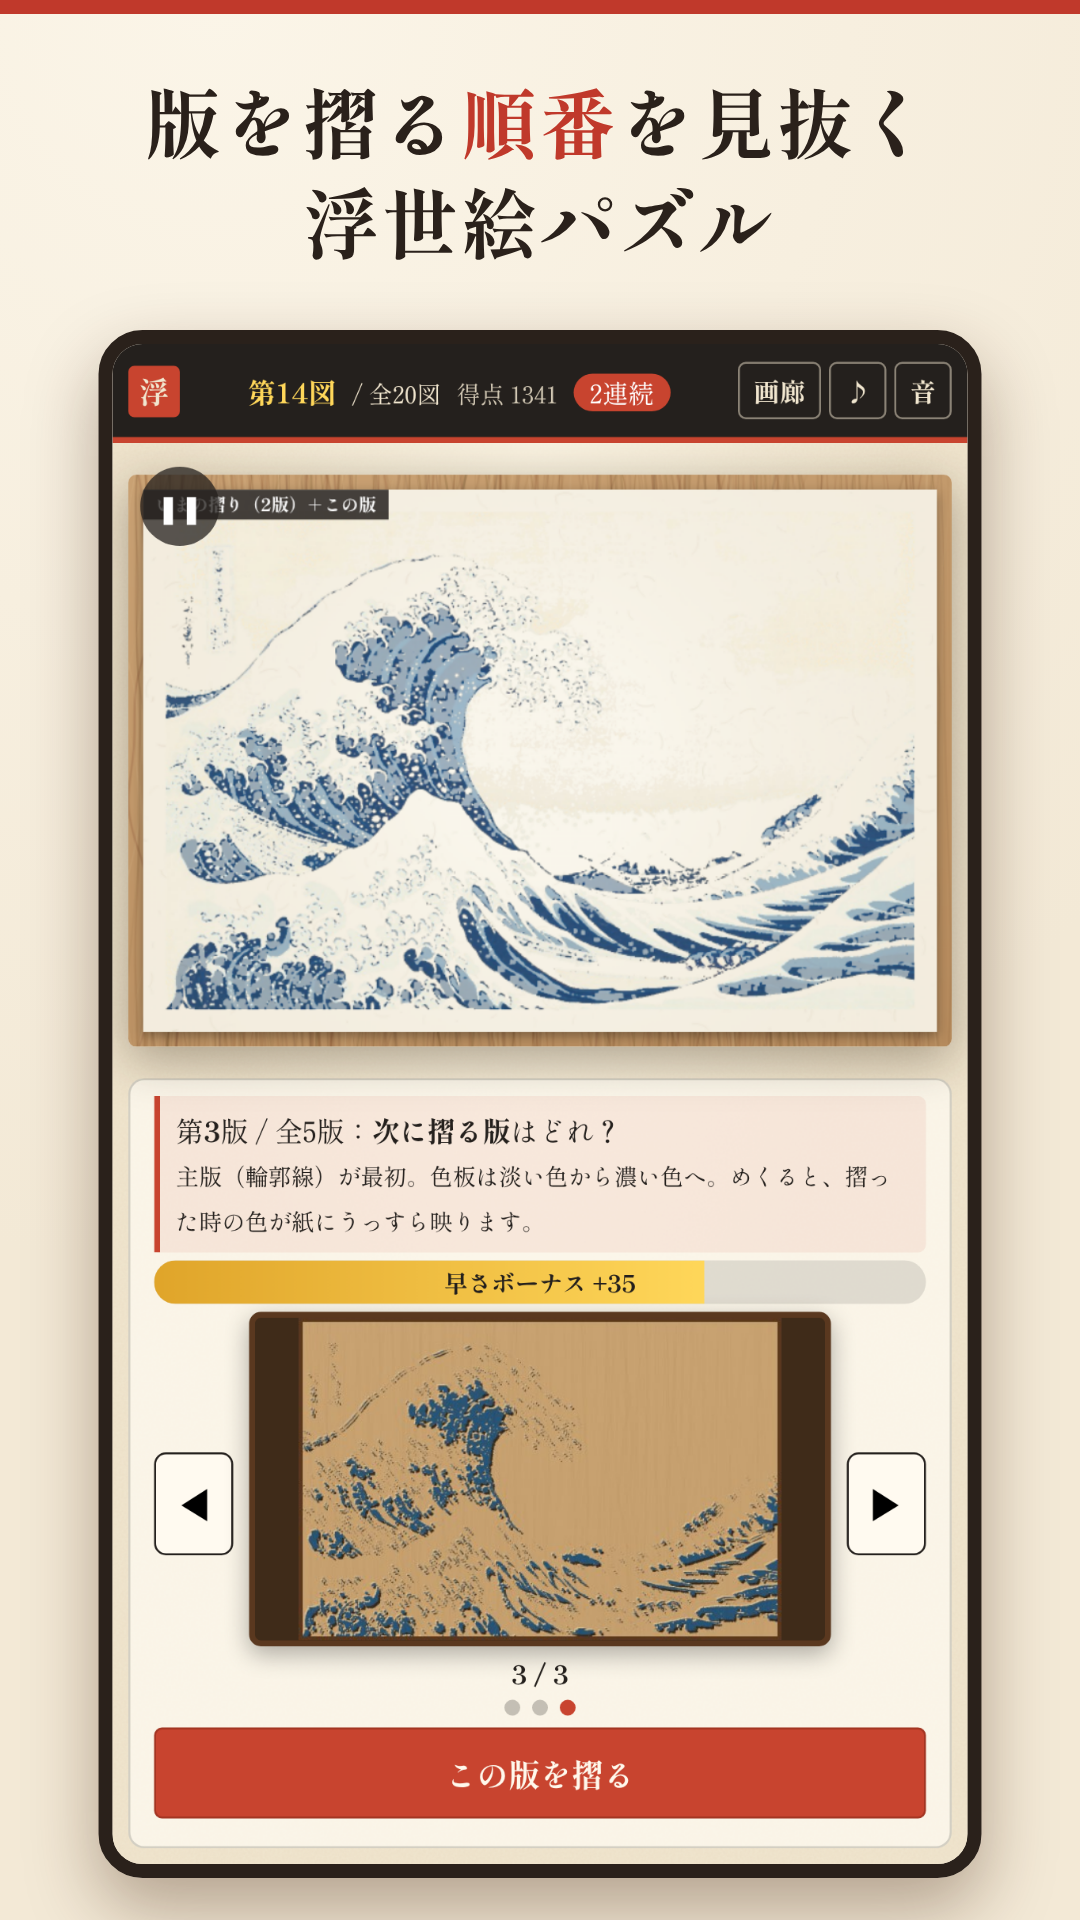 版を摺る順番を見抜く
浮世絵パズル
浮
第14図 / 全20図 得点 1341 2連続
画廊 ♪ 音
いまの摺り（2版）＋この版
第3版 / 全5版：次に摺る版はどれ？
主版（輪郭線）が最初。色板は淡い色から濃い色へ。めくると、摺っ
た時の色が紙にうっすら映ります。
早さボーナス +35
◀ ▶
3 / 3
この版を摺る